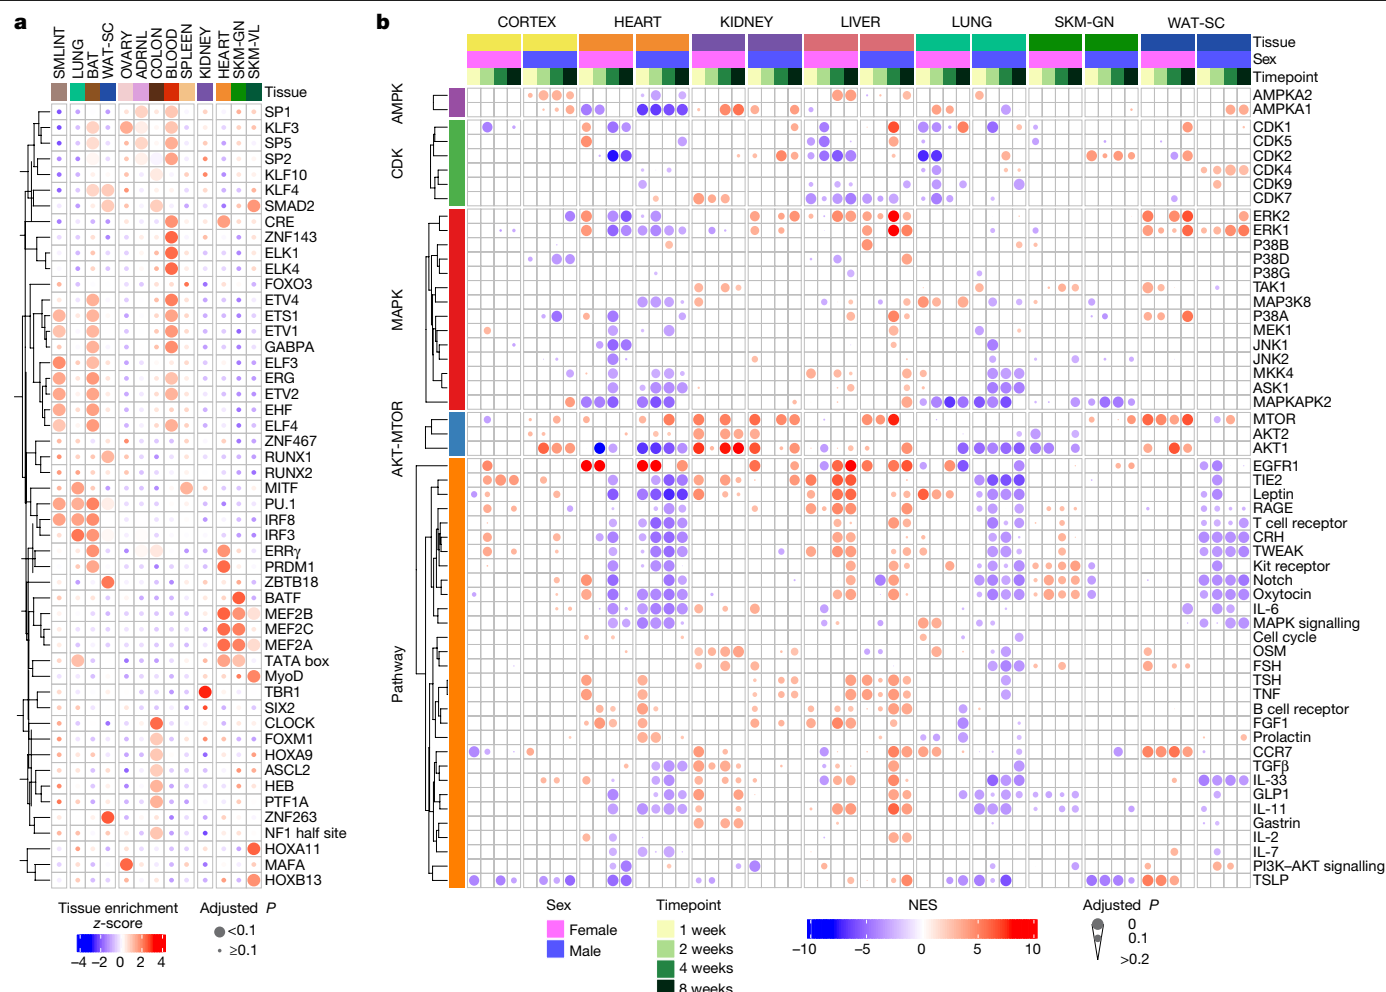 a
SMLINT
LUNG
BAT
WAT-SC
OVARY
ADRNL
COLON
BLOOD
SPLEEN
KIDNEY
HEART
SKM-GN
SKM-VL
Tissue
SP1
KLF3
SP5
SP2
KLF10
KLF4
SMAD2
CRE
ZNF143
ELK1
ELK4
FOXO3
ETV4
ETS1
ETV1
GABPA
ELF3
ERG
ETV2
EHF
ELF4
ZNF467
RUNX1
RUNX2
MITF
PU.1
IRF8
IRF3
ERRγ
PRDM1
ZBTB18
BATF
MEF2B
MEF2C
MEF2A
TATA box
MyoD
TBR1
SIX2
CLOCK
FOXM1
HOXA9
ASCL2
HEB
PTF1A
ZNF263
NF1 half site
HOXA11
MAFA
HOXB13
Tissue enrichment
z-score
−4 −2 0 2 4
Adjusted P
<0.1
≥0.1
b
CORTEX HEART KIDNEY LIVER LUNG SKM-GN WAT-SC
Tissue
Sex
Timepoint
AMPK
AMPKA2
AMPKA1
CDK
CDK1
CDK5
CDK2
CDK4
CDK9
CDK7
MAPK
ERK2
ERK1
P38B
P38D
P38G
TAK1
MAP3K8
P38A
MEK1
JNK1
JNK2
MKK4
ASK1
MAPKAPK2
AKT-MTOR
MTOR
AKT2
AKT1
Pathway
EGFR1
TIE2
Leptin
RAGE
T cell receptor
CRH
TWEAK
Kit receptor
Notch
Oxytocin
IL-6
MAPK signalling
Cell cycle
OSM
FSH
TSH
TNF
B cell receptor
FGF1
Prolactin
CCR7
TGFβ
IL-33
GLP1
IL-11
Gastrin
IL-2
IL-7
PI3K–AKT signalling
TSLP
Sex
Female
Male
Timepoint
1 week
2 weeks
4 weeks
8 weeks
NES
−10 −5 0 5 10
Adjusted P
0
0.1
>0.2